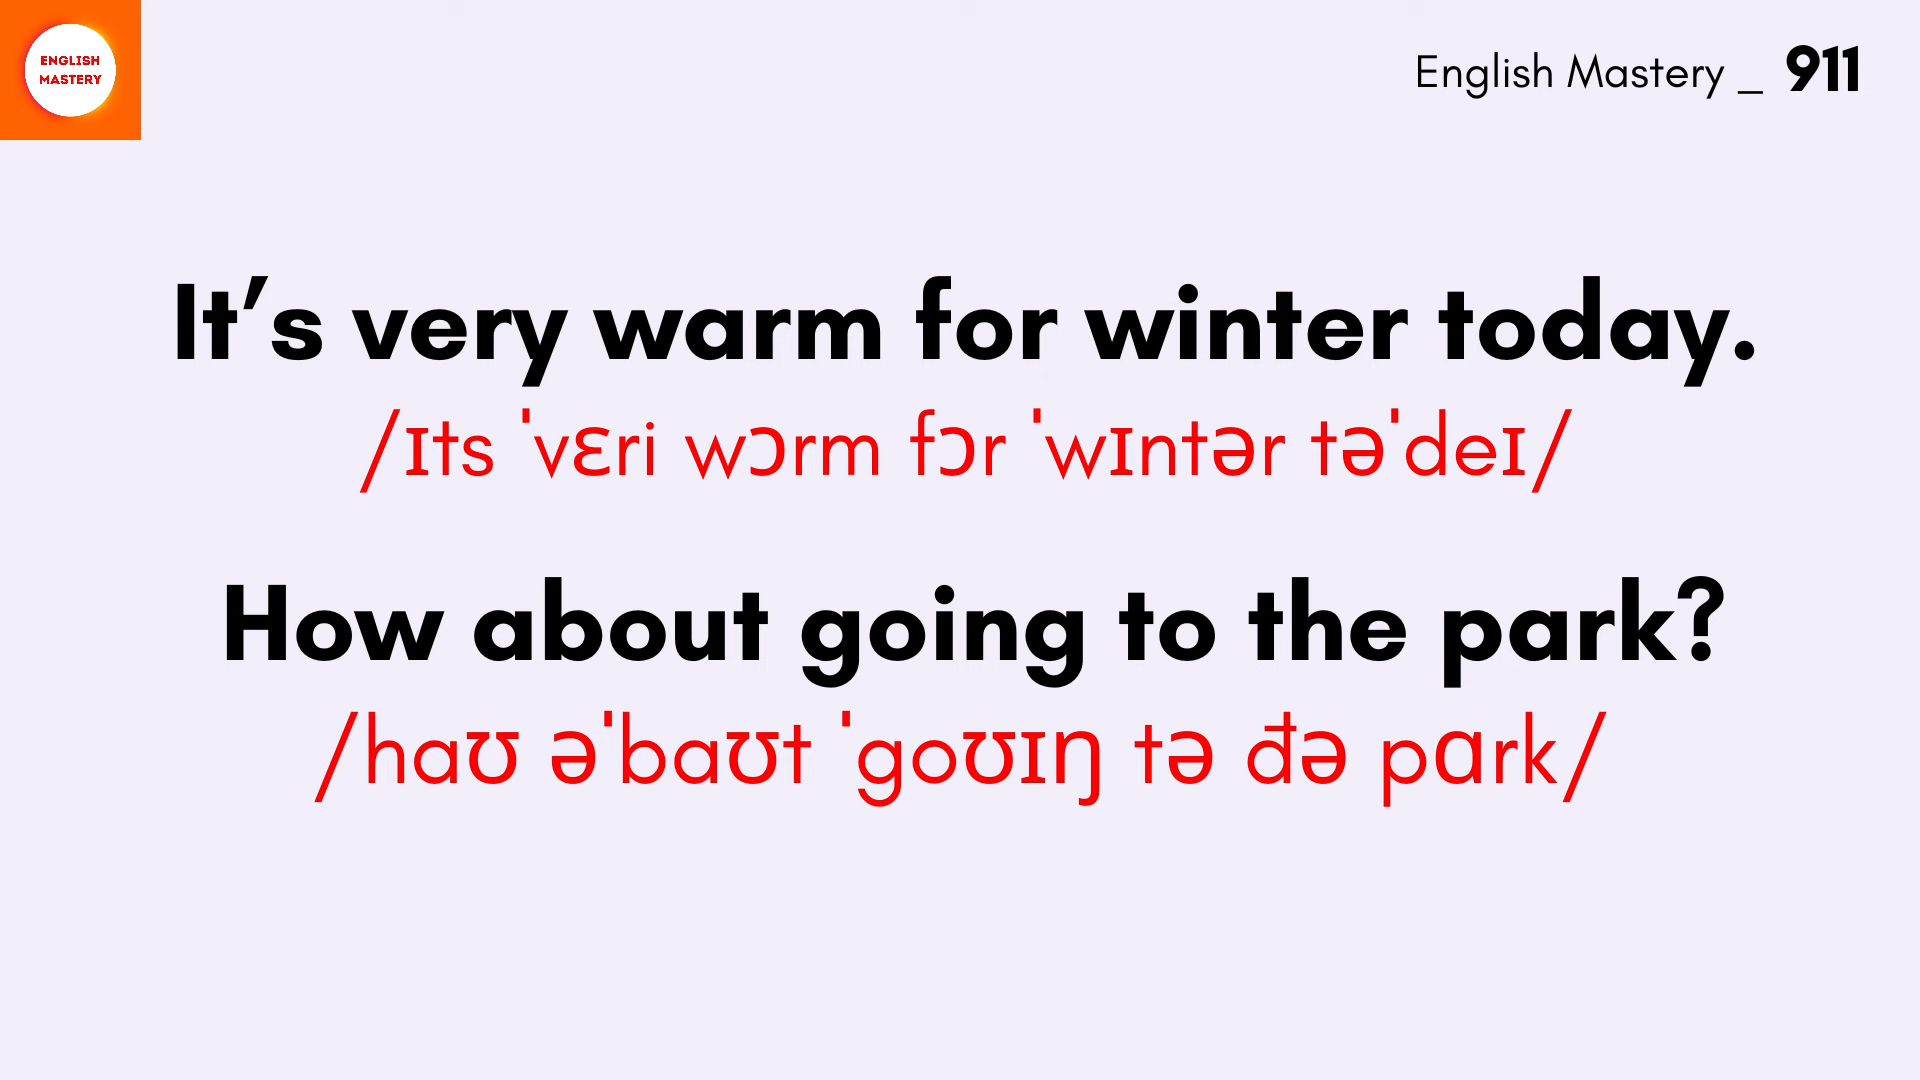 ENGLISH
MASTERY
English Mastery _ 911
It’s very warm for winter today.
/ɪts ˈvɛri wɔrm fɔr ˈwɪntər təˈdeɪ/
How about going to the park?
/haʊ əˈbaʊt ˈgoʊɪŋ tə đə pɑrk/